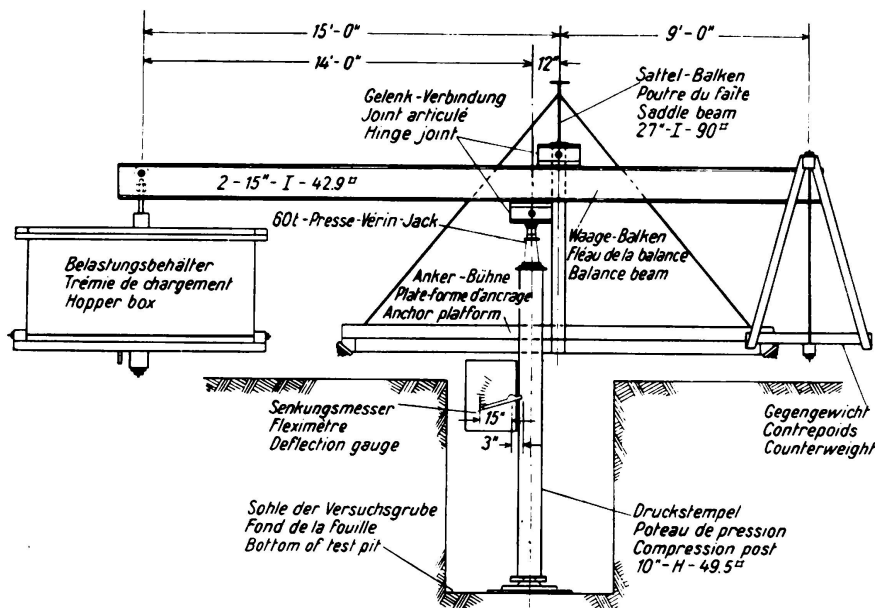 15'-0"
9'-0"
14'-0"
12"
Gelenk-Verbindung
Joint articulé
Hinge joint
Sattel-Balken
Poutre du faîte
Saddle beam
27"-I-90#
2-15"-I-42.9#
60t-Presse-Vérin-Jack
Waage-Balken
Fléau de la balance
Balance beam
Belastungsbehälter
Trémie de chargement
Hopper box
Anker-Bühne
Plate-forme d'ancrage
Anchor platform
Senkungsmesser
Fleximètre
Deflection gauge
15"
3"
Gegengewicht
Contrepoids
Counterweight
Sohle der Versuchsgrube
Fond de la fouille
Bottom of test pit
Druckstempel
Poteau de pression
Compression post
10"-H-49.5#